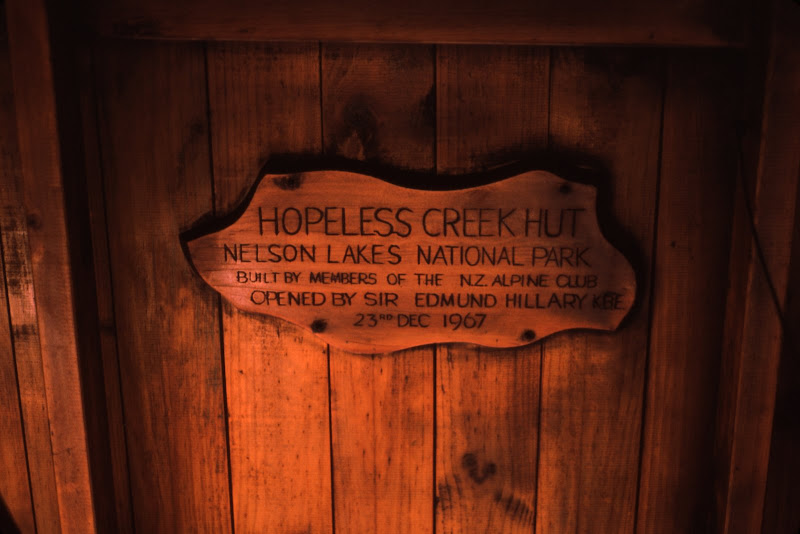 HOPELESS CREEK HUT
NELSON LAKES NATIONAL PARK
BUILT BY MEMBERS OF THE N.Z. ALPINE CLUB
OPENED BY SIR EDMUND HILLARY KBE.
23RD DEC 1967